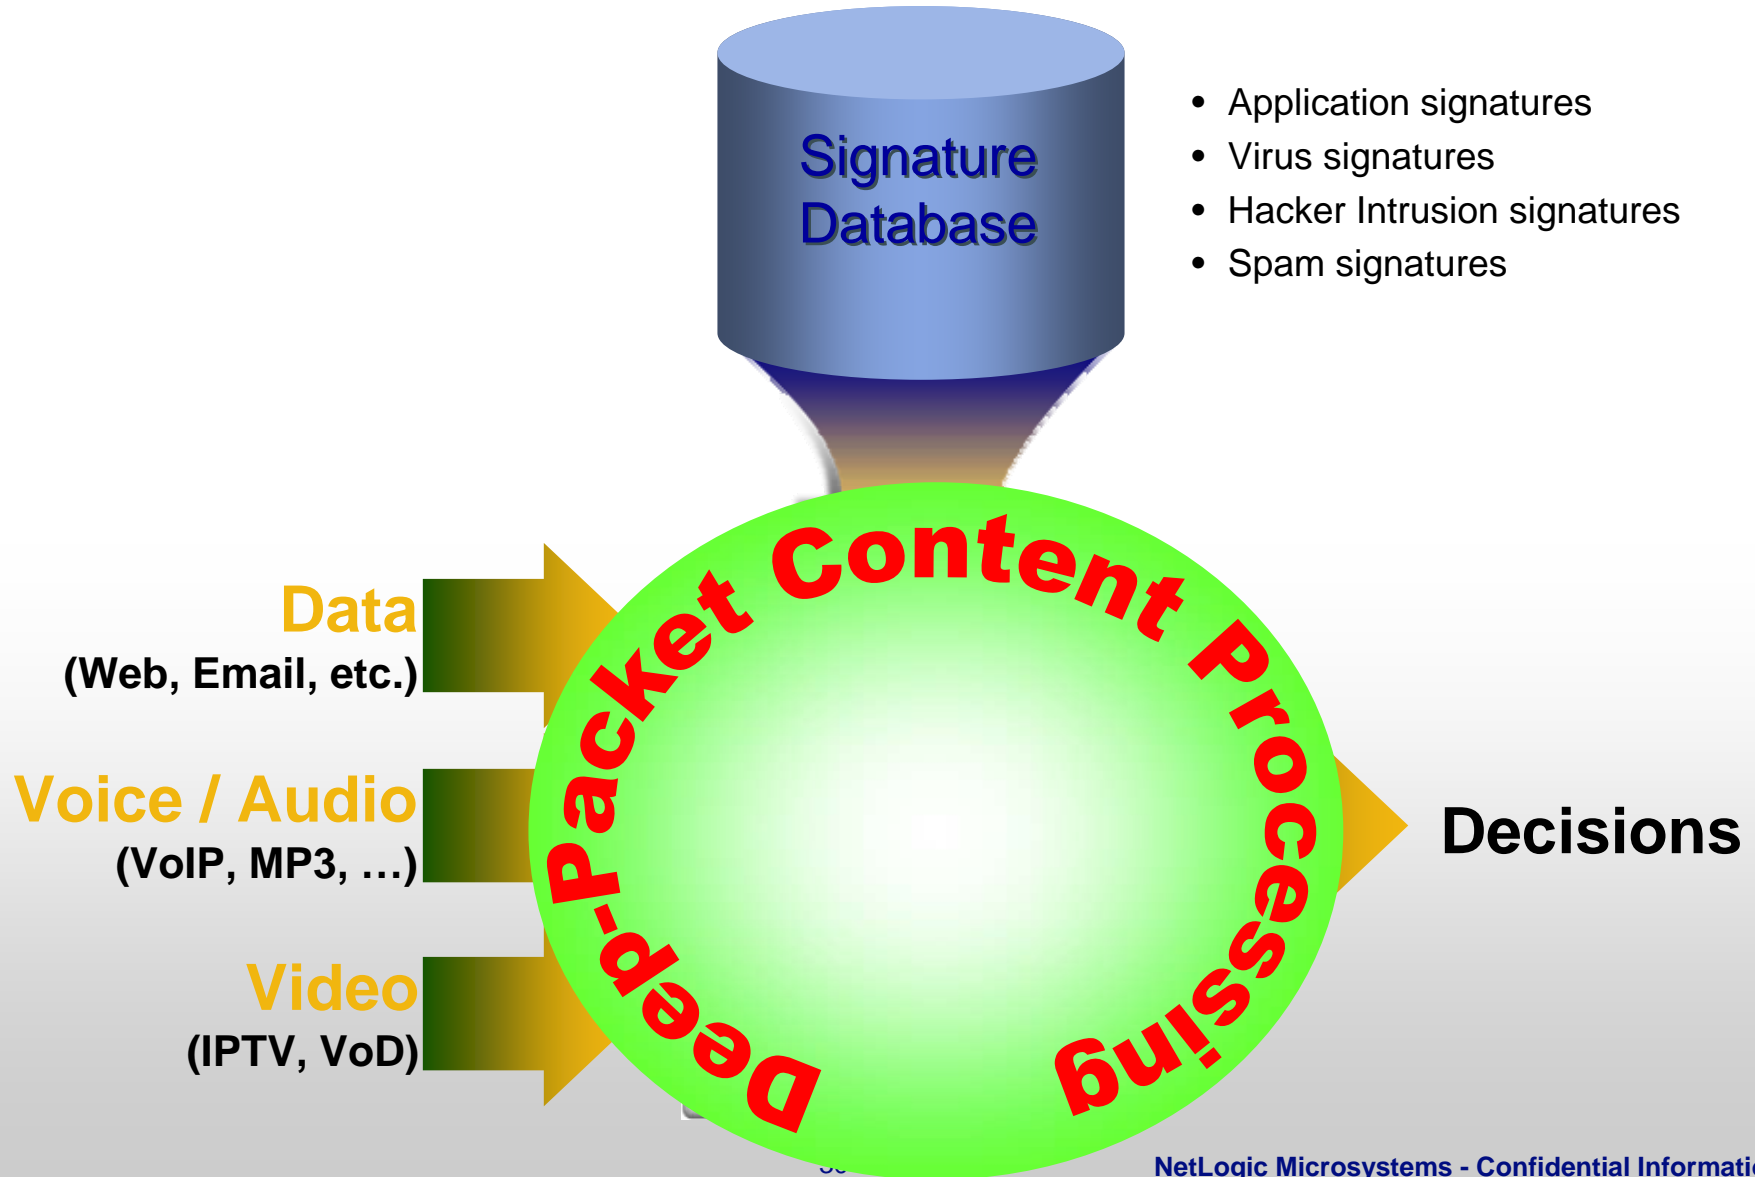 Signature
Database
• Application signatures
• Virus signatures
• Hacker Intrusion signatures
• Spam signatures
Deep-Packet Content Processing
Data
(Web, Email, etc.)
Voice / Audio
(VoIP, MP3, …)
Video
(IPTV, VoD)
Decisions
NetLogic Microsystems - Confidential